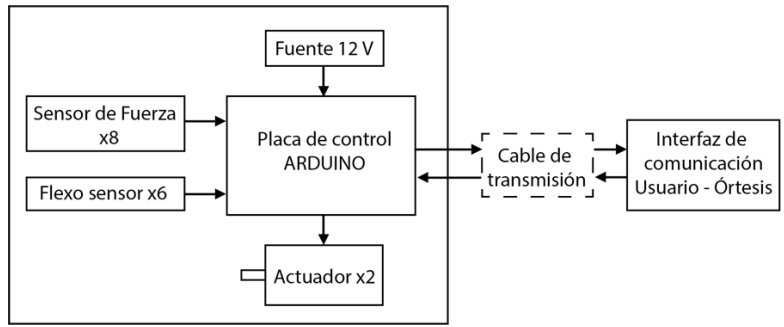 Fuente 12 V
Sensor de Fuerza
x8
Placa de control
ARDUINO
Flexo sensor x6
Actuador x2
Cable de
transmisión
Interfaz de
comunicación
Usuario - Órtesis